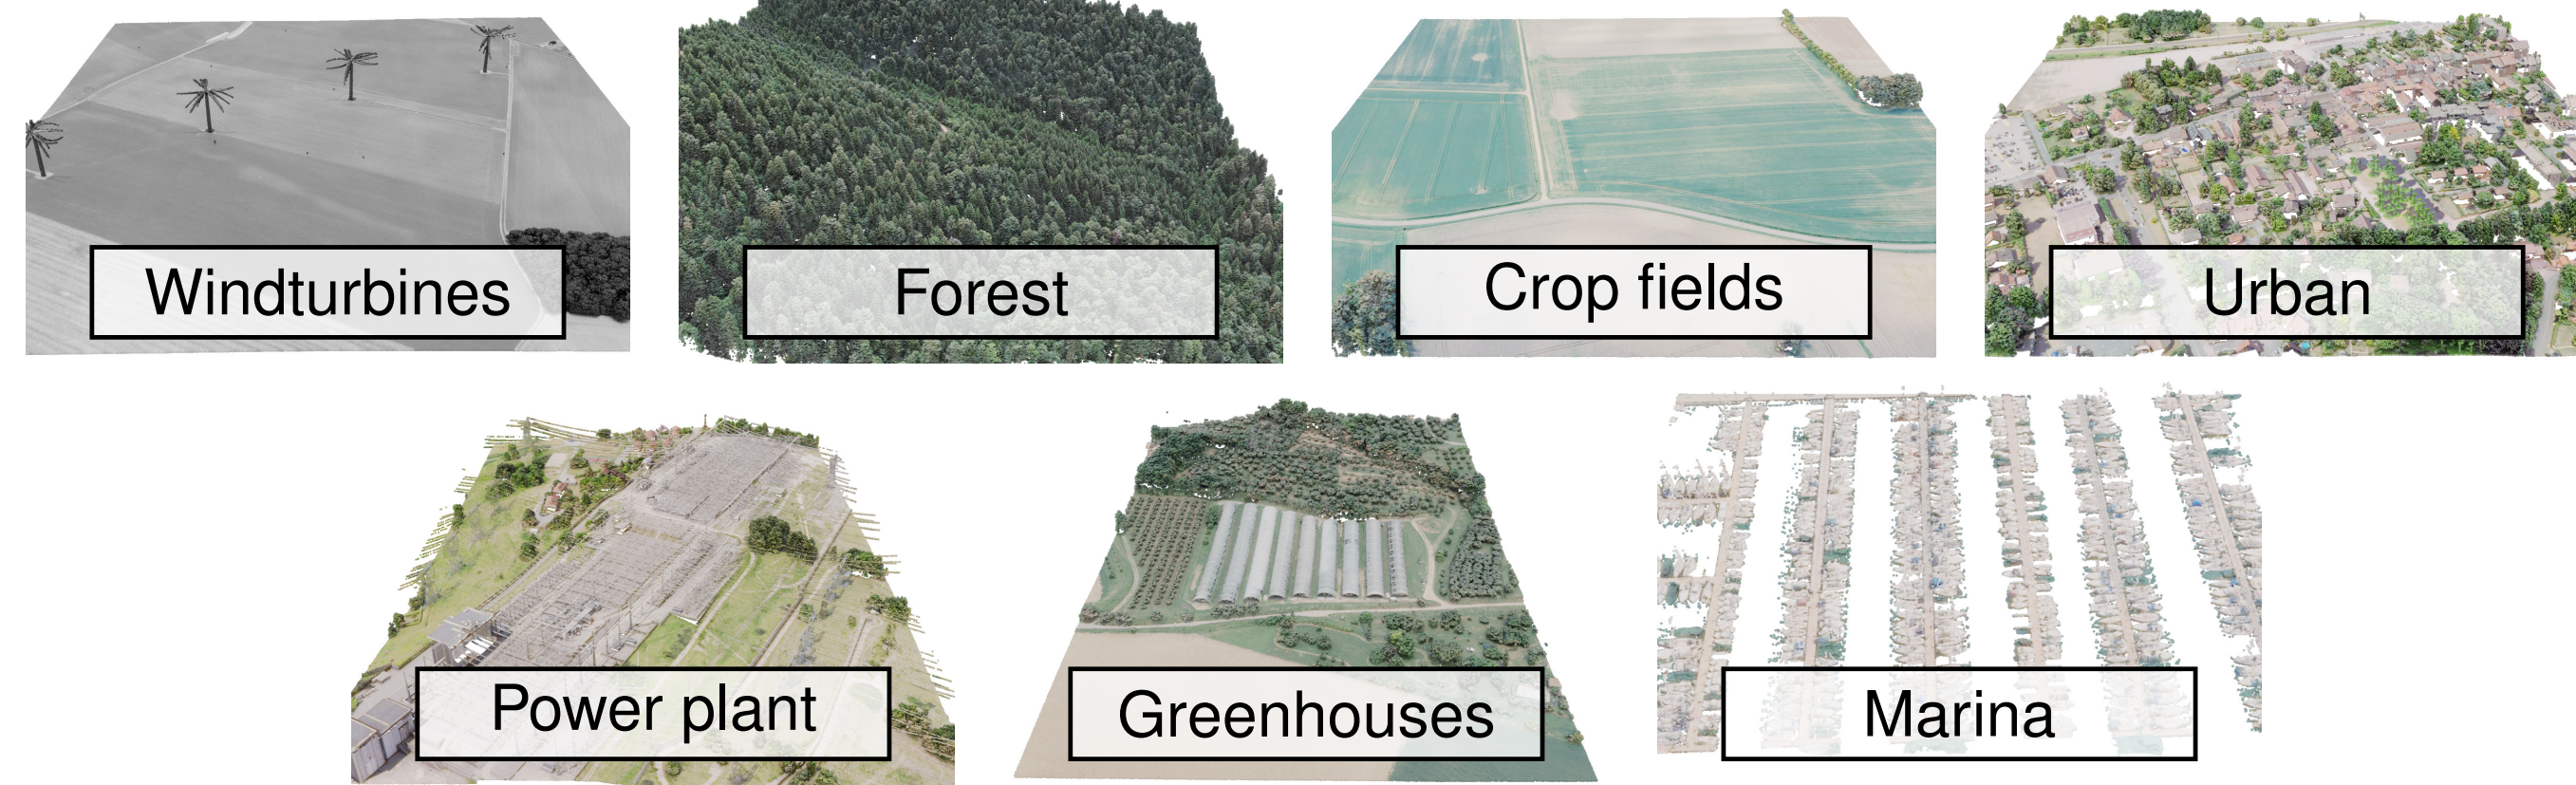 Windturbines
Forest
Crop fields
Urban
Power plant
Greenhouses
Marina